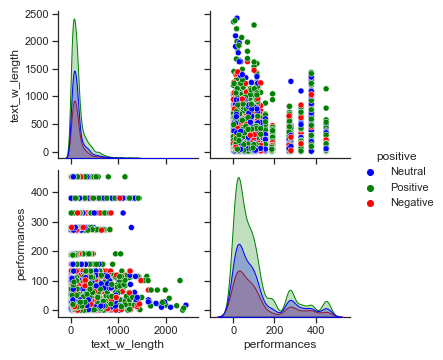 2500
2000
1500
1000
500
0
text_w_length
positive
Neutral
Positive
Negative
400
300
200
100
0
performances
0 1000 2000
text_w_length
0 200 400
performances